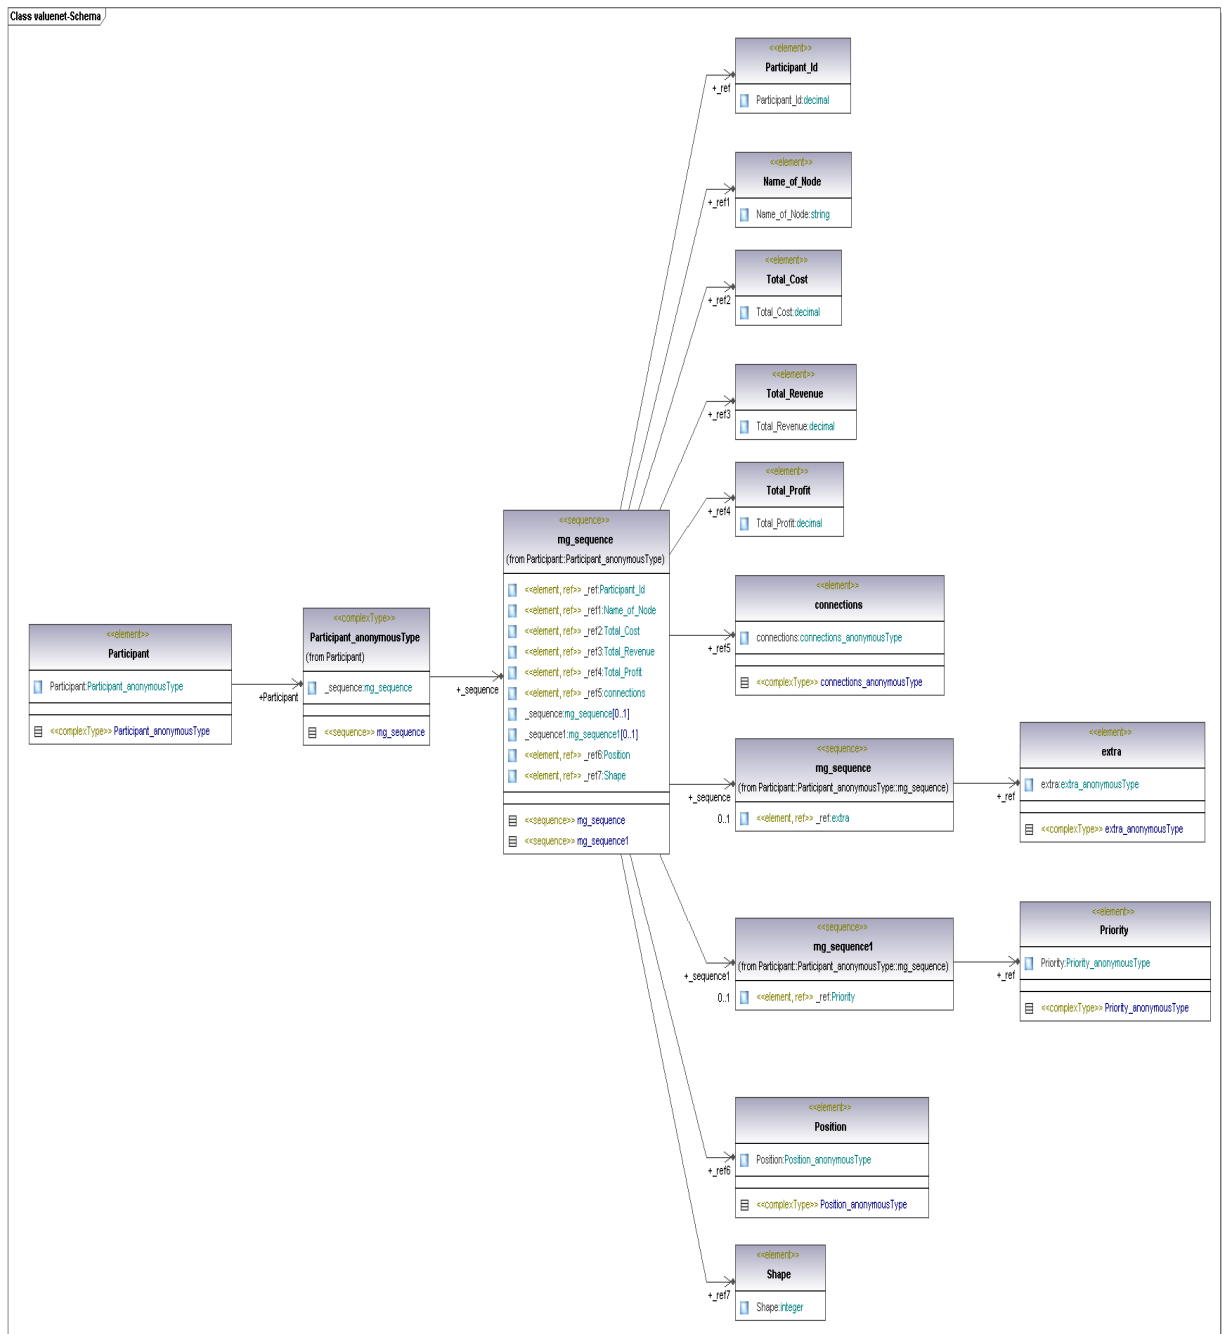 Class valuenet-Schema
<<element>>
Participant_Id
Participant_Id:decimal
+_ref
<<element>>
Name_of_Node
Name_of_Node:string
+_ref1
<<element>>
Total_Cost
Total_Cost:decimal
+_ref2
<<element>>
Total_Revenue
Total_Revenue:decimal
+_ref3
<<element>>
Total_Profit
Total_Profit:decimal
+_ref4
<<element>>
Participant
Participant:Participant_anonymousType
<<complexType>> Participant_anonymousType
+Participant
<<complexType>>
Participant_anonymousType
(from Participant)
_sequence:mg_sequence
<<sequence>> mg_sequence
+_sequence
<<sequence>>
mg_sequence
(from Participant::Participant_anonymousType)
<<element, ref>> _ref:Participant_Id
<<element, ref>> _ref1:Name_of_Node
<<element, ref>> _ref2:Total_Cost
<<element, ref>> _ref3:Total_Revenue
<<element, ref>> _ref4:Total_Profit
<<element, ref>> _ref5:connections
_sequence:mg_sequence[0..1]
_sequence1:mg_sequence1[0..1]
<<element, ref>> _ref6:Position
<<element, ref>> _ref7:Shape
<<sequence>> mg_sequence
<<sequence>> mg_sequence1
<<element>>
connections
connections:connections_anonymousType
<<complexType>> connections_anonymousType
+_ref5
<<sequence>>
mg_sequence
(from Participant::Participant_anonymousType::mg_sequence)
<<element, ref>> _ref:extra
+_sequence
0..1
<<element>>
extra
extra:extra_anonymousType
<<complexType>> extra_anonymousType
+_ref
<<sequence>>
mg_sequence1
(from Participant::Participant_anonymousType::mg_sequence)
<<element, ref>> _ref:Priority
+_sequence1
0..1
<<element>>
Priority
Priority:Priority_anonymousType
<<complexType>> Priority_anonymousType
+_ref
<<element>>
Position
Position:Position_anonymousType
<<complexType>> Position_anonymousType
+_ref6
<<element>>
Shape
Shape:integer
+_ref7